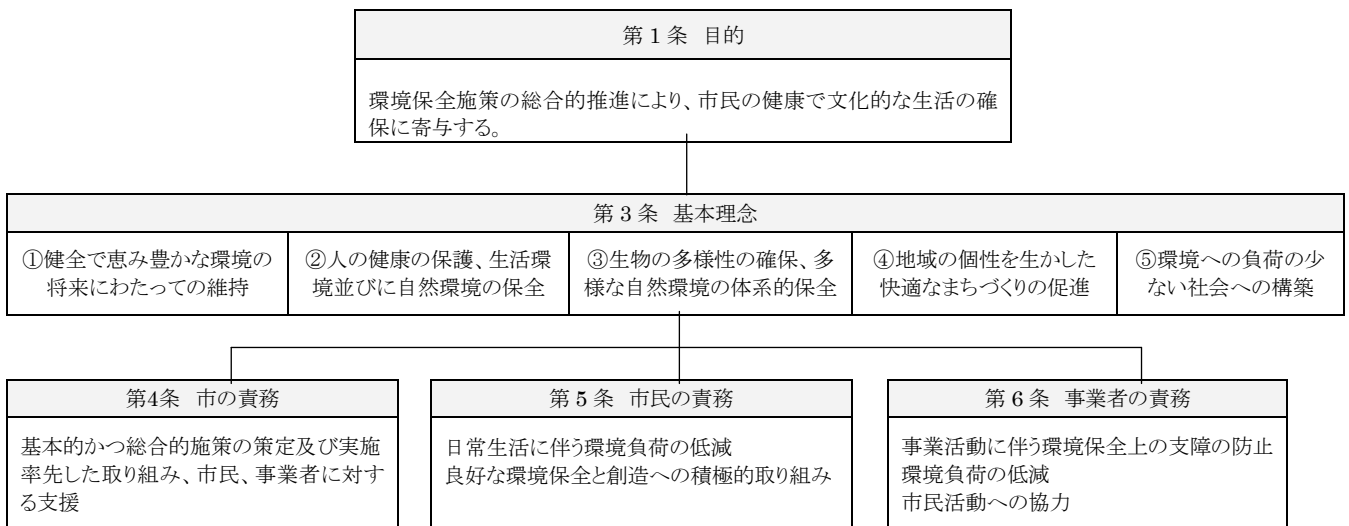 第 1 条 目的
環境保全施策の総合的推進により、市民の健康で文化的な生活の確
保に寄与する。
第 3 条 基本理念
①健全で恵み豊かな環境の
将来にわたっての維持
②人の健康の保護、生活環
境並びに自然環境の保全
③生物の多様性の確保、多
様な自然環境の体系的保全
④地域の個性を生かした
快適なまちづくりの促進
⑤環境への負荷の少
ない社会への構築
第4条 市の責務
基本的かつ総合的施策の策定及び実施
率先した取り組み、市民、事業者に対す
る支援
第 5 条 市民の責務
日常生活に伴う環境負荷の低減
良好な環境保全と創造への積極的取り組み
第 6 条 事業者の責務
事業活動に伴う環境保全上の支障の防止
環境負荷の低減
市民活動への協力